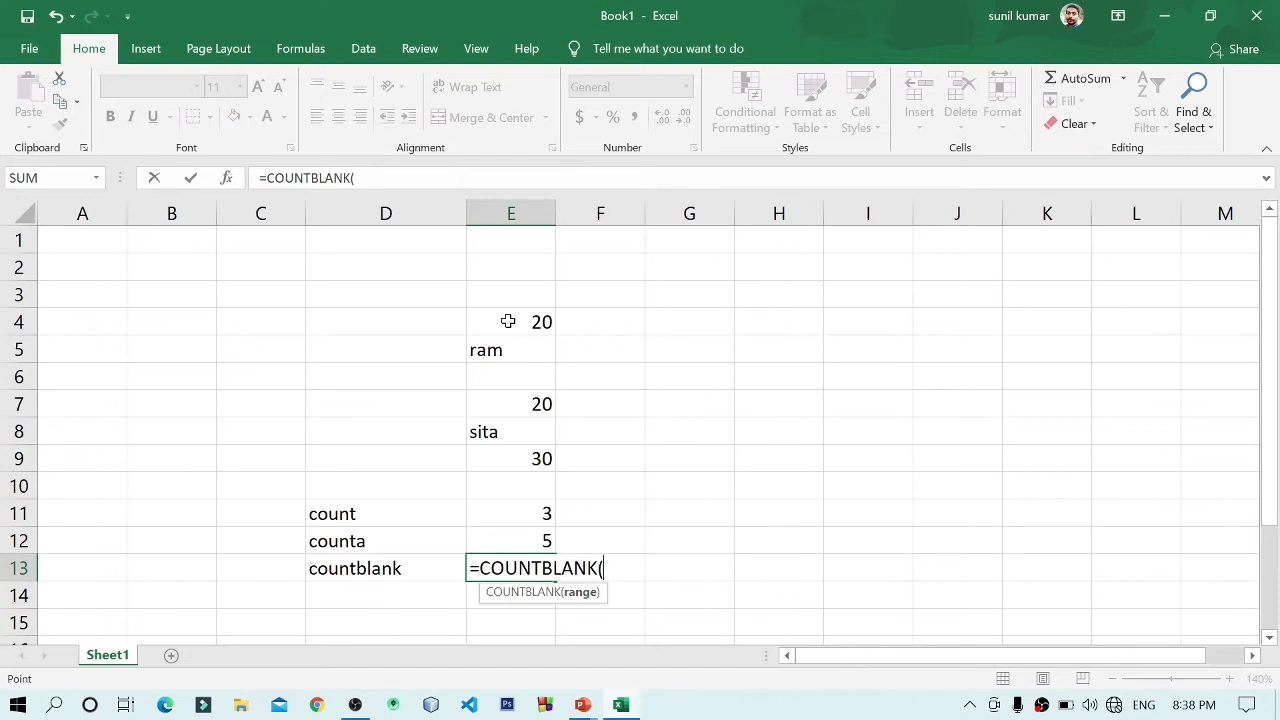 Book1 - Excel
sunil kumar
File Home Insert Page Layout Formulas Data Review View Help Tell me what you want to do Share
Paste
Clipboard
11
B I U
Font
Wrap Text
Merge & Center
Alignment
General
$ % ,
Number
Conditional Formatting
Format as Table
Cell Styles
Styles
Insert
Delete
Format
Cells
AutoSum
Fill
Clear
Sort & Filter
Find & Select
Editing
SUM
fx
=COUNTBLANK(
A B C D E F G H I J K L M
1
2
3
4 20
5 ram
6
7 20
8 sita
9 30
10
11 count 3
12 counta 5
13 countblank =COUNTBLANK(
COUNTBLANK(range)
14
15
Sheet1
Point
140%
ENG
8:38 PM